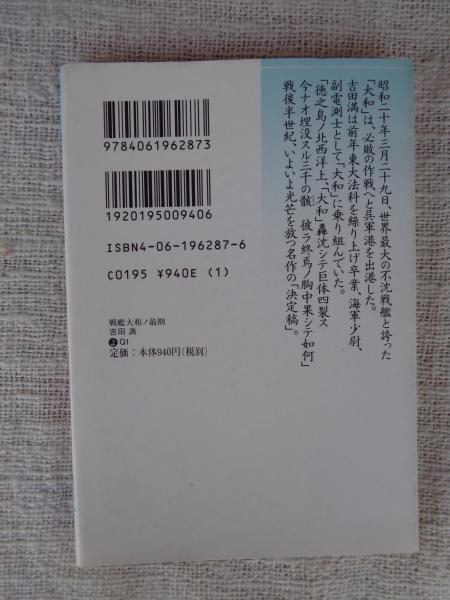 昭和二十年三月二十九日、世界最大の不沈戦艦と誇った
「大和」は、必敗の作戦へと呉軍港を出港した。
吉田満は前年東大法科を繰り上げ卒業、海軍少尉、
副電測士として「大和」に乗り組んでいた。
「徳之島ノ北西洋上、「大和」轟沈シテ巨体四裂ス
今ナオ埋没スル三千の骸　彼ラ終焉ノ胸中果シテ如何」
戦後半世紀、いよいよ光芒を放つ名作の「決定稿」。
9784061962873
1920195009406
ISBN4-06-196287-6
C0195 ¥940E (1)
戦艦大和ノ最期
吉田 満
よG1
定価：本体940円(税別)